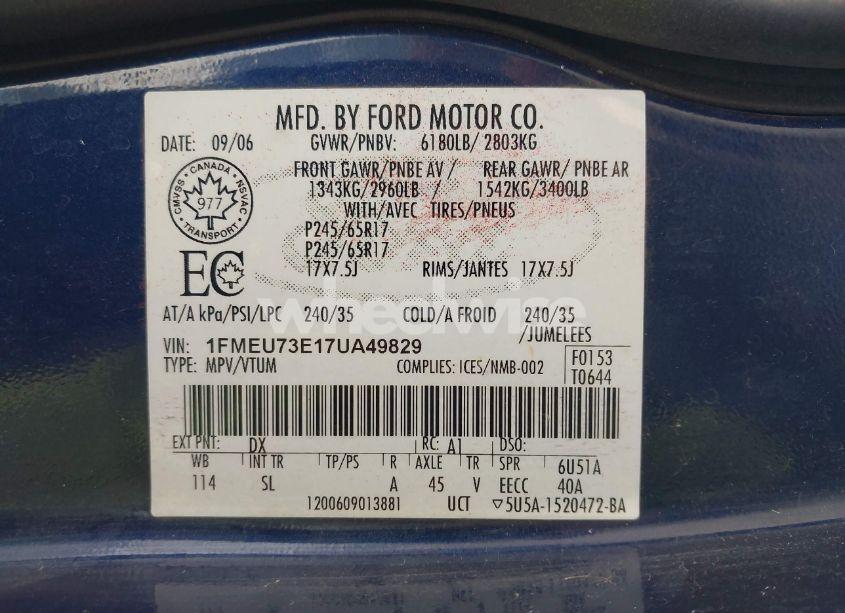 MFD. BY FORD MOTOR CO.
DATE: 09/06 GVWR/PNBV: 6180LB/ 2803KG
FRONT GAWR/PNBE AV / REAR GAWR/ PNBE AR
1343KG/2960LB / 1542KG/3400LB
WITH/AVEC TIRES/PNEUS
P245/65R17
P245/65R17
17X7.5J RIMS/JANTES 17X7.5J
CANADA
CMVSS NSVAC
977
TRANSPORT
EC
wheelwire
AT/A kPa/PSI/LPC 240/35 COLD/A FROID 240/35
/JUMELEES
VIN: 1FMEU73E17UA49829
TYPE: MPV/VTUM COMPLIES: ICES/NMB-002
F0153
T0644
EXT PNT: DX RC: A1 DSO:
WB INT TR TP/PS R AXLE TR SPR 6U51A
114 SL A 45 V EECC 40A
1200609013881 UCT ▽5U5A-1520472-BA